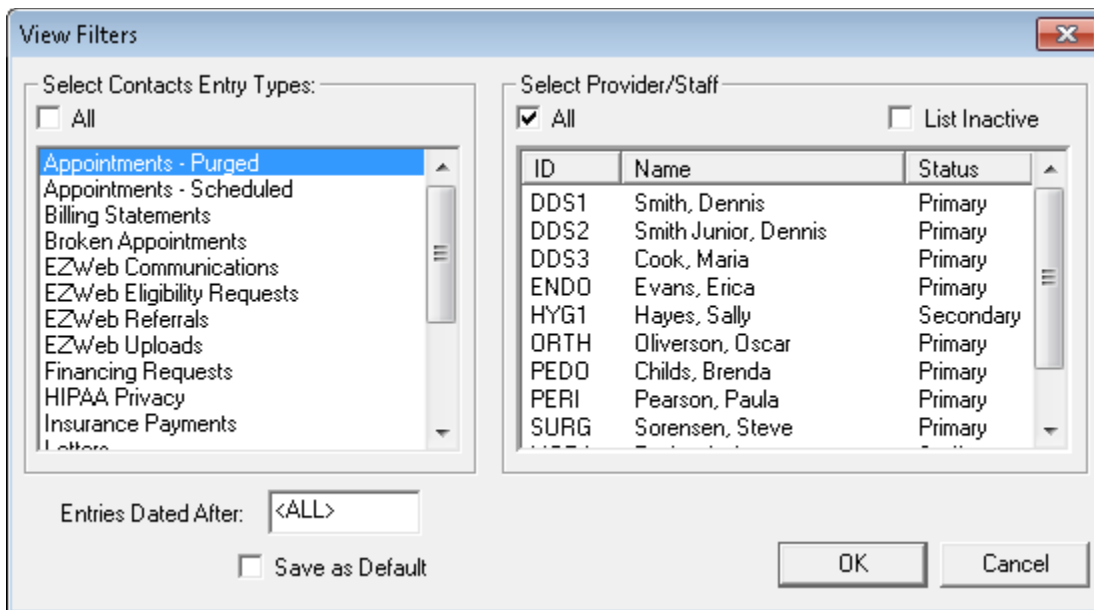 View Filters
Select Contacts Entry Types:
All
Appointments - Purged
Appointments - Scheduled
Billing Statements
Broken Appointments
EZWeb Communications
EZWeb Eligibility Requests
EZWeb Referrals
EZWeb Uploads
Financing Requests
HIPAA Privacy
Insurance Payments
Letters
Select Provider/Staff
All List Inactive
ID Name Status
DDS1 Smith, Dennis Primary
DDS2 Smith Junior, Dennis Primary
DDS3 Cook, Maria Primary
ENDO Evans, Erica Primary
HYG1 Hayes, Sally Secondary
ORTH Oliverson, Oscar Primary
PEDO Childs, Brenda Primary
PERI Pearson, Paula Primary
SURG Sorensen, Steve Primary
Entries Dated After: <ALL>
Save as Default
OK Cancel